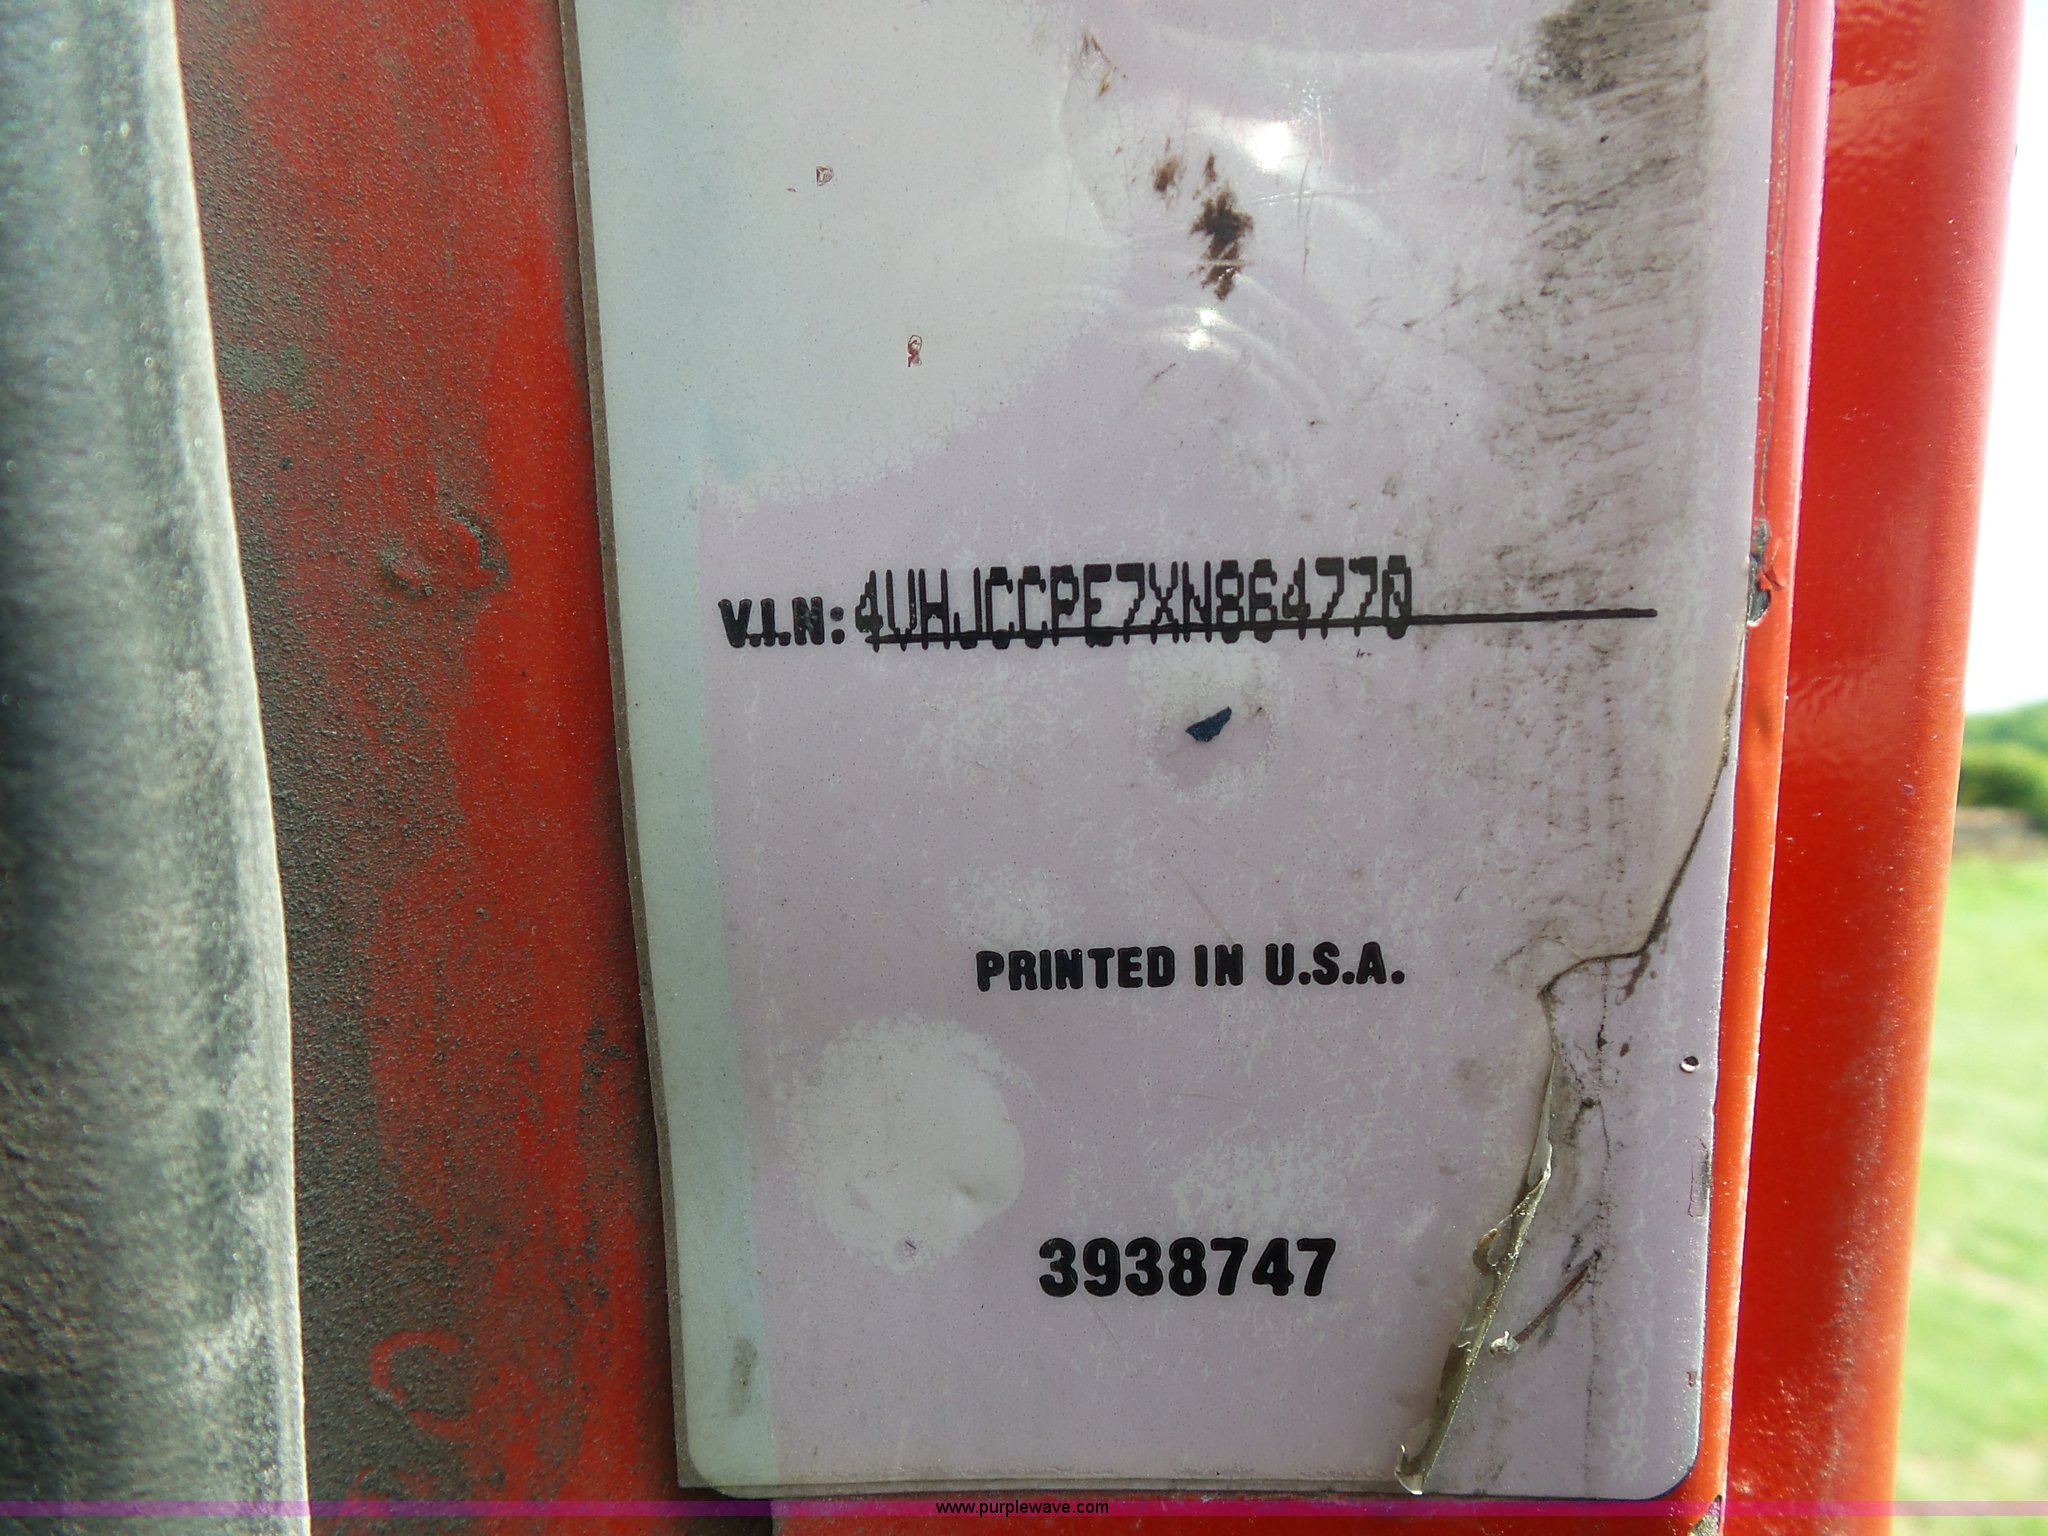 V.I.N: 4VHJCCPE7XN864770
PRINTED IN U.S.A.
3938747
www.purplewave.com